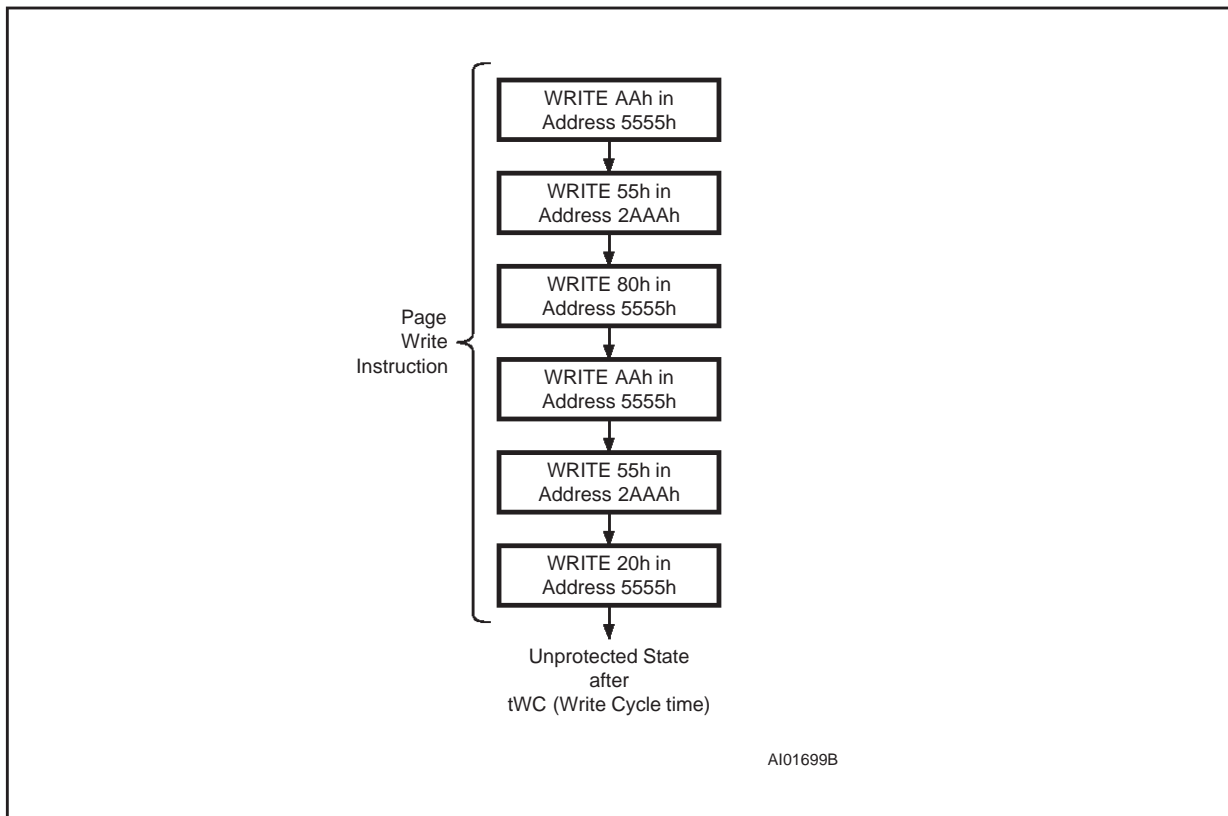 WRITE AAh in
Address 5555h
WRITE 55h in
Address 2AAAh
WRITE 80h in
Address 5555h
Page
Write
Instruction
WRITE AAh in
Address 5555h
WRITE 55h in
Address 2AAAh
WRITE 20h in
Address 5555h
Unprotected State
after
tWC (Write Cycle time)
AI01699B